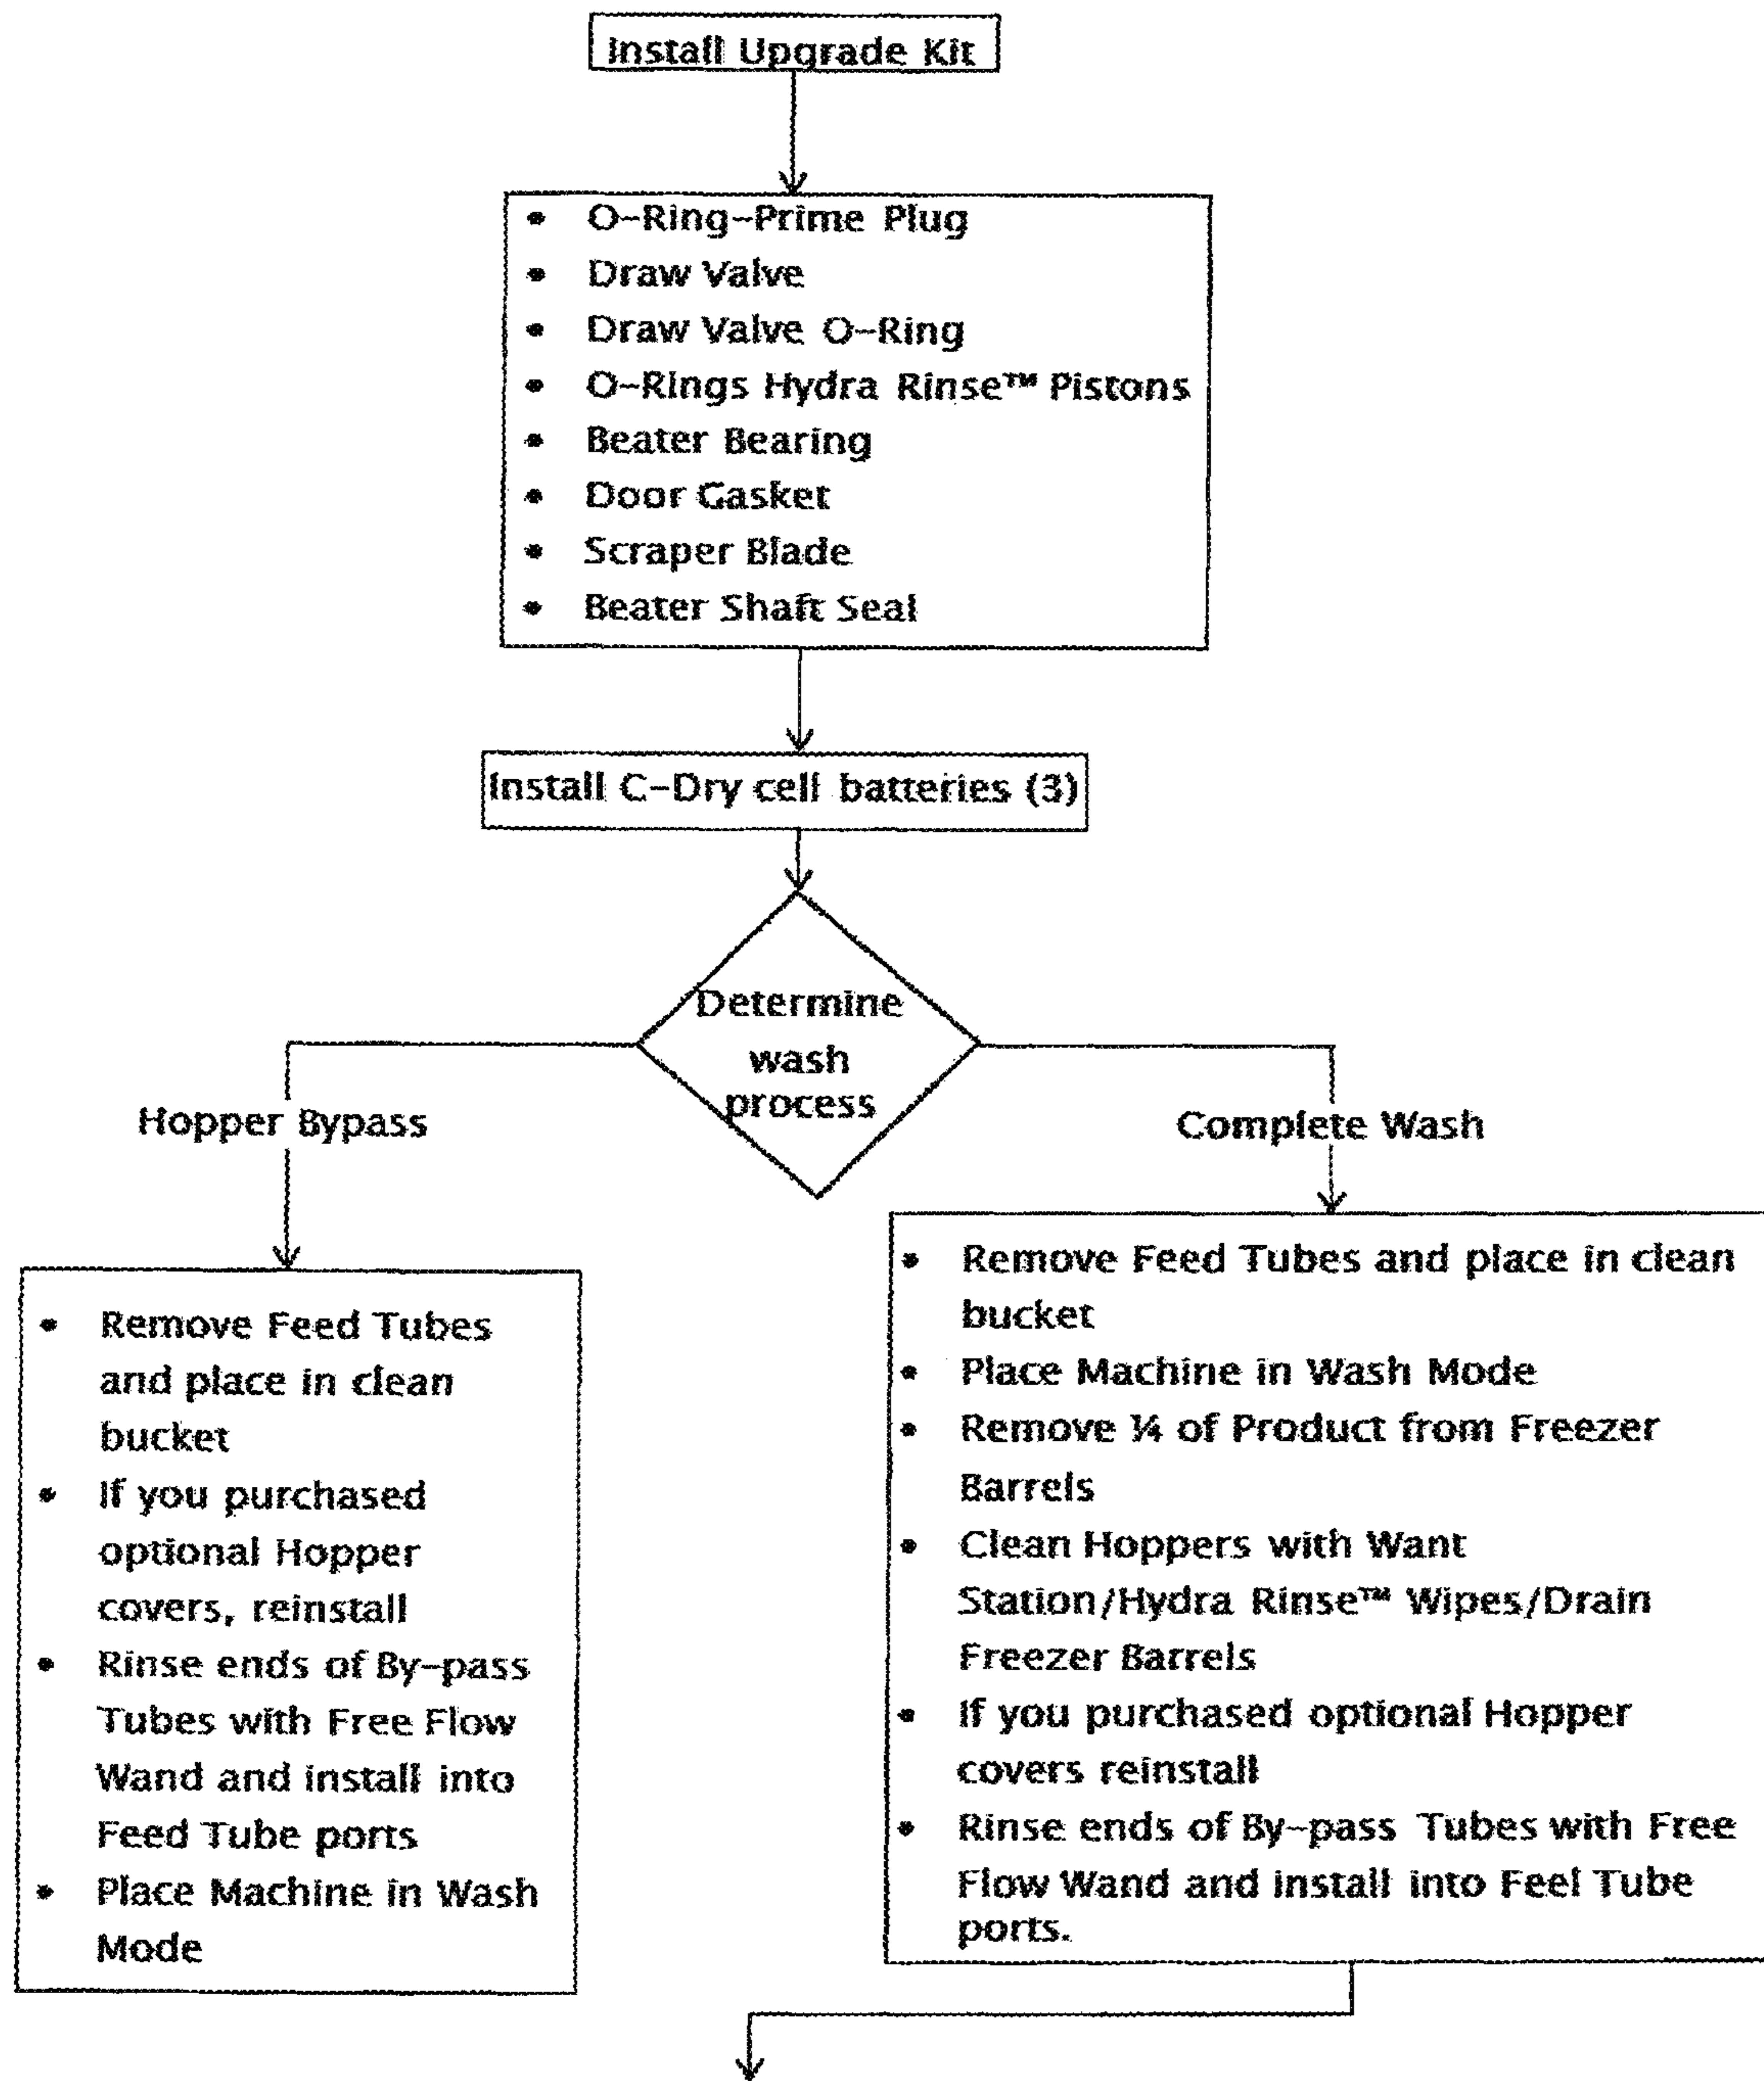 Install Upgrade Kit
• O-Ring-Prime Plug
• Draw Valve
• Draw Valve O-Ring
• O-Rings Hydra Rinse™ Pistons
• Beater Bearing
• Door Gasket
• Scraper Blade
• Beater Shaft Seal
Install C-Dry cell batteries (3)
Determine
wash
process
Hopper Bypass
Complete Wash
• Remove Feed Tubes
and place in clean
bucket
• If you purchased
optional Hopper
covers, reinstall
• Rinse ends of By-pass
Tubes with Free Flow
Wand and install into
Feed Tube ports
• Place Machine in Wash
Mode
• Remove Feed Tubes and place in clean
bucket
• Place Machine in Wash Mode
• Remove ¼ of Product from Freezer
Barrels
• Clean Hoppers with Want
Station/Hydra Rinse™ Wipes/Drain
Freezer Barrels
• If you purchased optional Hopper
covers reinstall
• Rinse ends of By-pass Tubes with Free
Flow Wand and install into Feel Tube
ports.